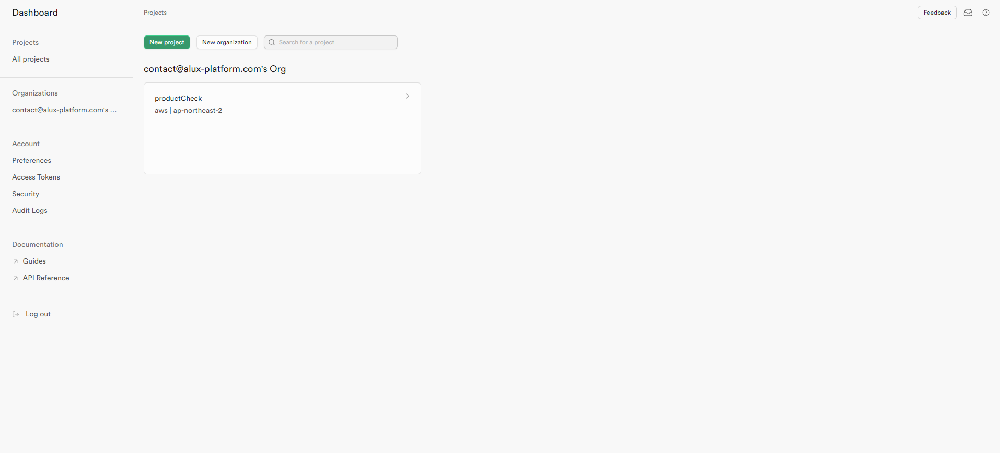 Dashboard
Projects
Feedback
Projects
All projects
Organizations
contact@alux-platform.com's ...
Account
Preferences
Access Tokens
Security
Audit Logs
Documentation
Guides
API Reference
Log out
New project
New organization
Search for a project
contact@alux-platform.com's Org
productCheck
aws | ap-northeast-2